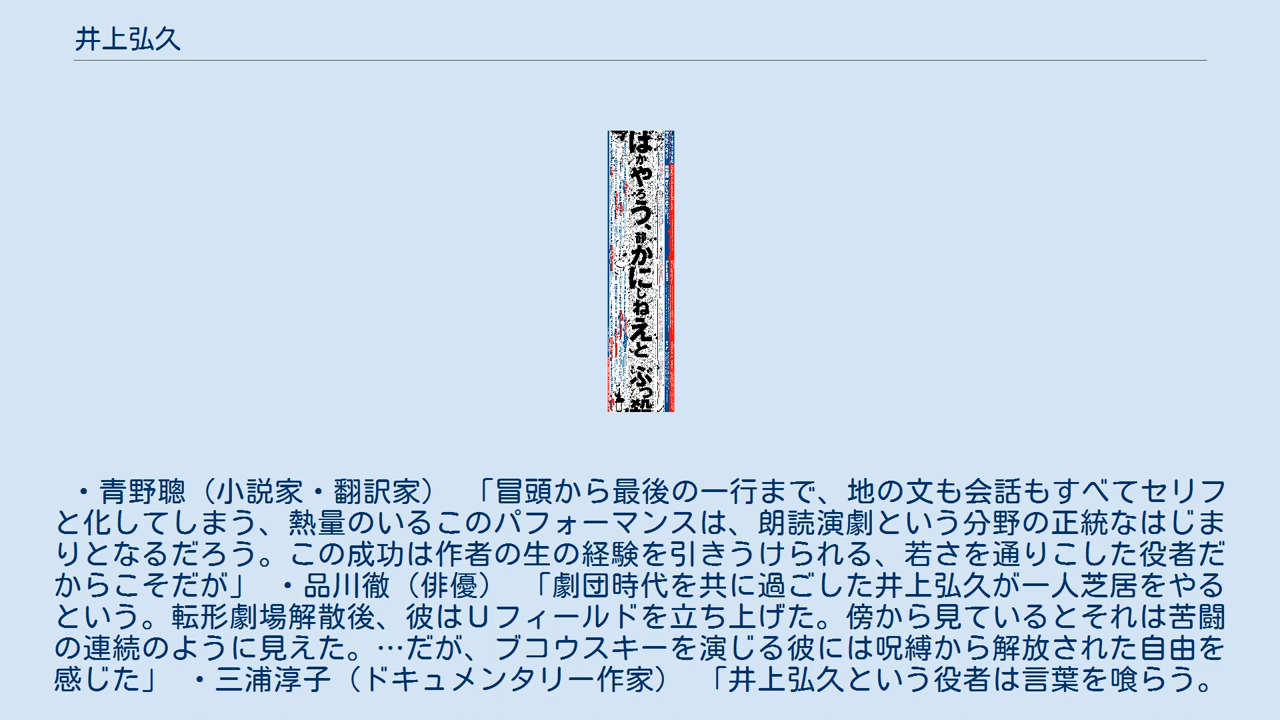 井上弘久
ばかやろう、静かにしねえとぶっ殺
・青野聰（小説家・翻訳家）　「冒頭から最後の一行まで、地の文も会話もすべてセリフ
と化してしまう、熱量のいるこのパフォーマンスは、朗読演劇という分野の正統なはじま
りとなるだろう。この成功は作者の生の経験を引きうけられる、若さを通りこした役者だ
からこそだが」　・品川徹（俳優）　「劇団時代を共に過ごした井上弘久が一人芝居をやる
という。転形劇場解散後、彼はUフィールドを立ち上げた。傍から見ているとそれは苦闘
の連続のように見えた。…だが、ブコウスキーを演じる彼には呪縛から解放された自由を
感じた」　・三浦淳子（ドキュメンタリー作家）　「井上弘久という役者は言葉を喰らう。